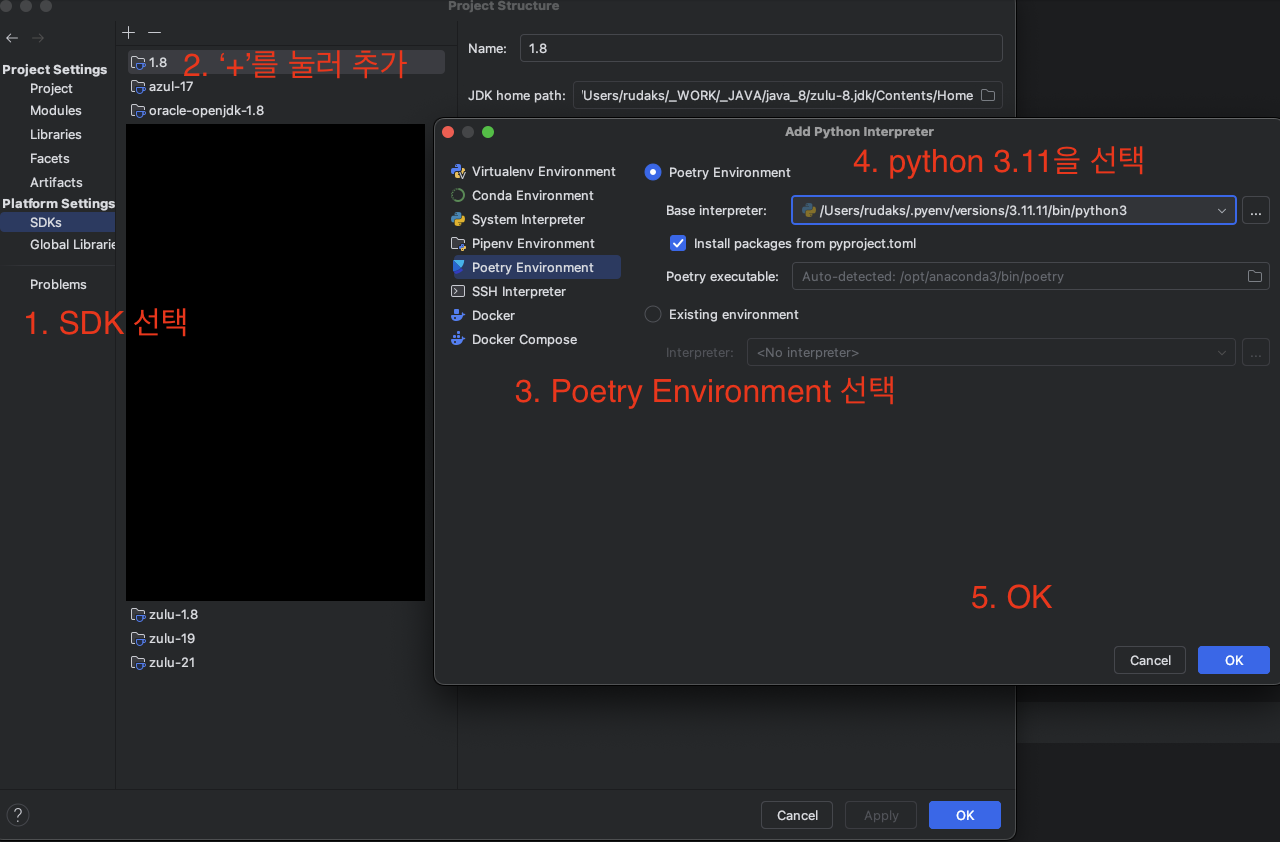 Project Structure
Project Settings
Project
Modules
Libraries
Facets
Artifacts
Platform Settings
SDKs
Global Librarie
Problems
1. SDK 선택
1.8
2. ‘+’를 눌러 추가
azul-17
oracle-openjdk-1.8
zulu-1.8
zulu-19
zulu-21
Name: 1.8
JDK home path: 'Users/rudaks/_WORK/_JAVA/java_8/zulu-8.jdk/Contents/Home
Add Python Interpreter
4. python 3.11을 선택
Virtualenv Environment
Conda Environment
System Interpreter
Pipenv Environment
Poetry Environment
SSH Interpreter
Docker
Docker Compose
Poetry Environment
Base interpreter: /Users/rudaks/.pyenv/versions/3.11.11/bin/python3 ...
Install packages from pyproject.toml
Poetry executable: Auto-detected: /opt/anaconda3/bin/poetry
Existing environment
Interpreter: <No interpreter> ...
3. Poetry Environment 선택
5. OK
Cancel OK
? Cancel Apply OK